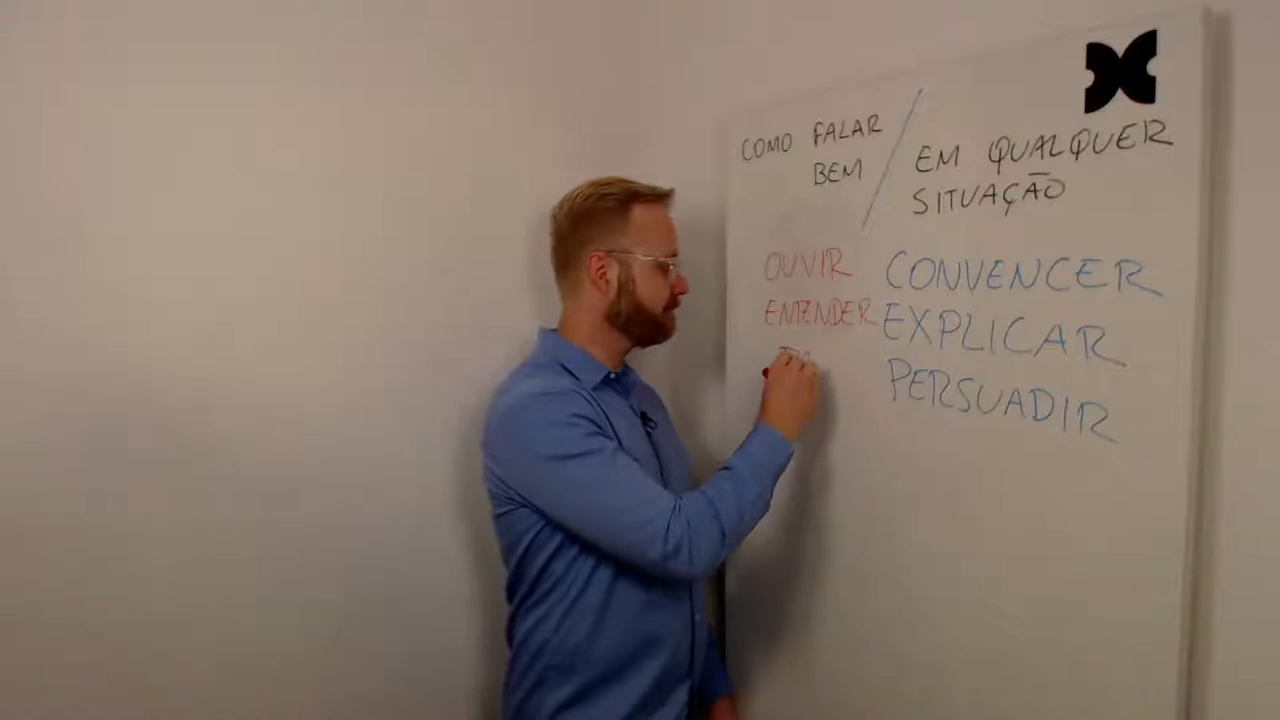 COMO FALAR
BEM
EM QUALQUER
SITUAÇÃO
OUVIR
ENTENDER
CONVENCER
EXPLICAR
PERSUADIR